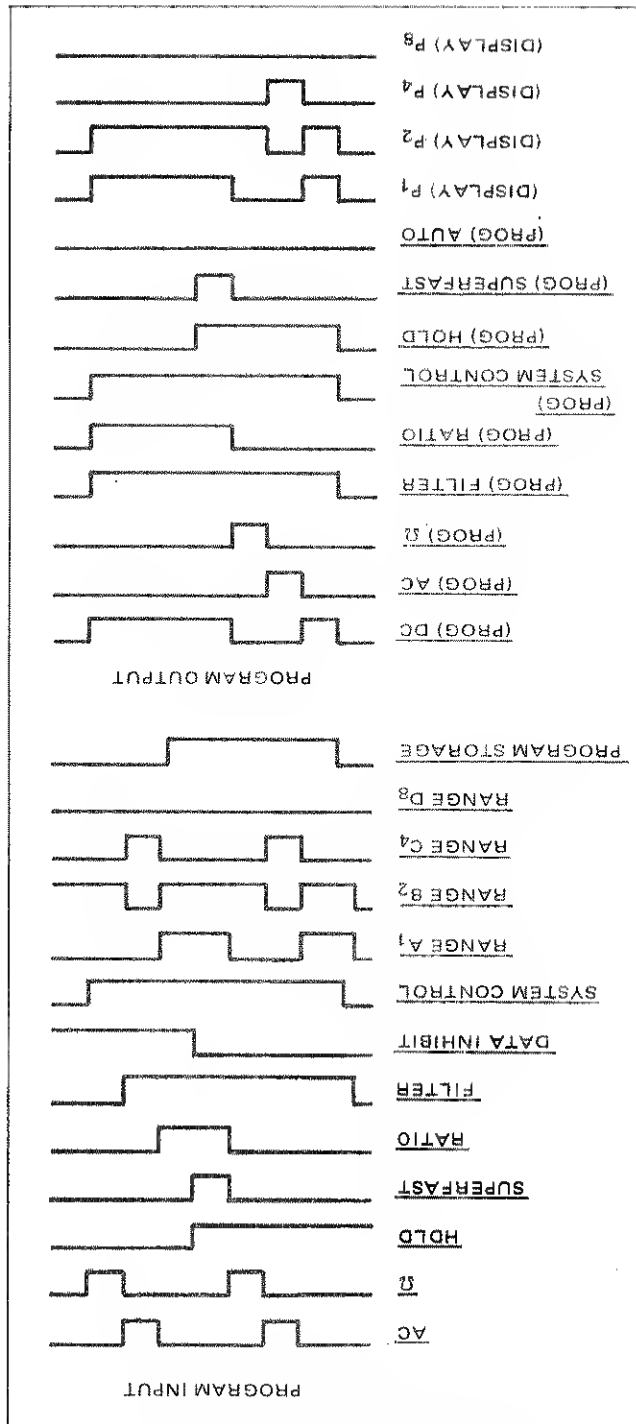 PROGRAM INPUT
AC
Ω
HOLD
SUPERFAST
RATIO
FILTER
DATA INHIBIT
SYSTEM CONTROL
RANGE A1
RANGE B2
RANGE C4
RANGE D8
PROGRAM STORAGE
PROGRAM OUTPUT
(PROG) DC
(PROG) AC
(PROG) Ω
(PROG) FILTER
(PROG) RATIO
(PROG)
SYSTEM CONTROL
(PROG) HOLD
(PROG) SUPERFAST
(PROG) AUTO
(DISPLAY) P1
(DISPLAY) P2
(DISPLAY) P4
(DISPLAY) P8